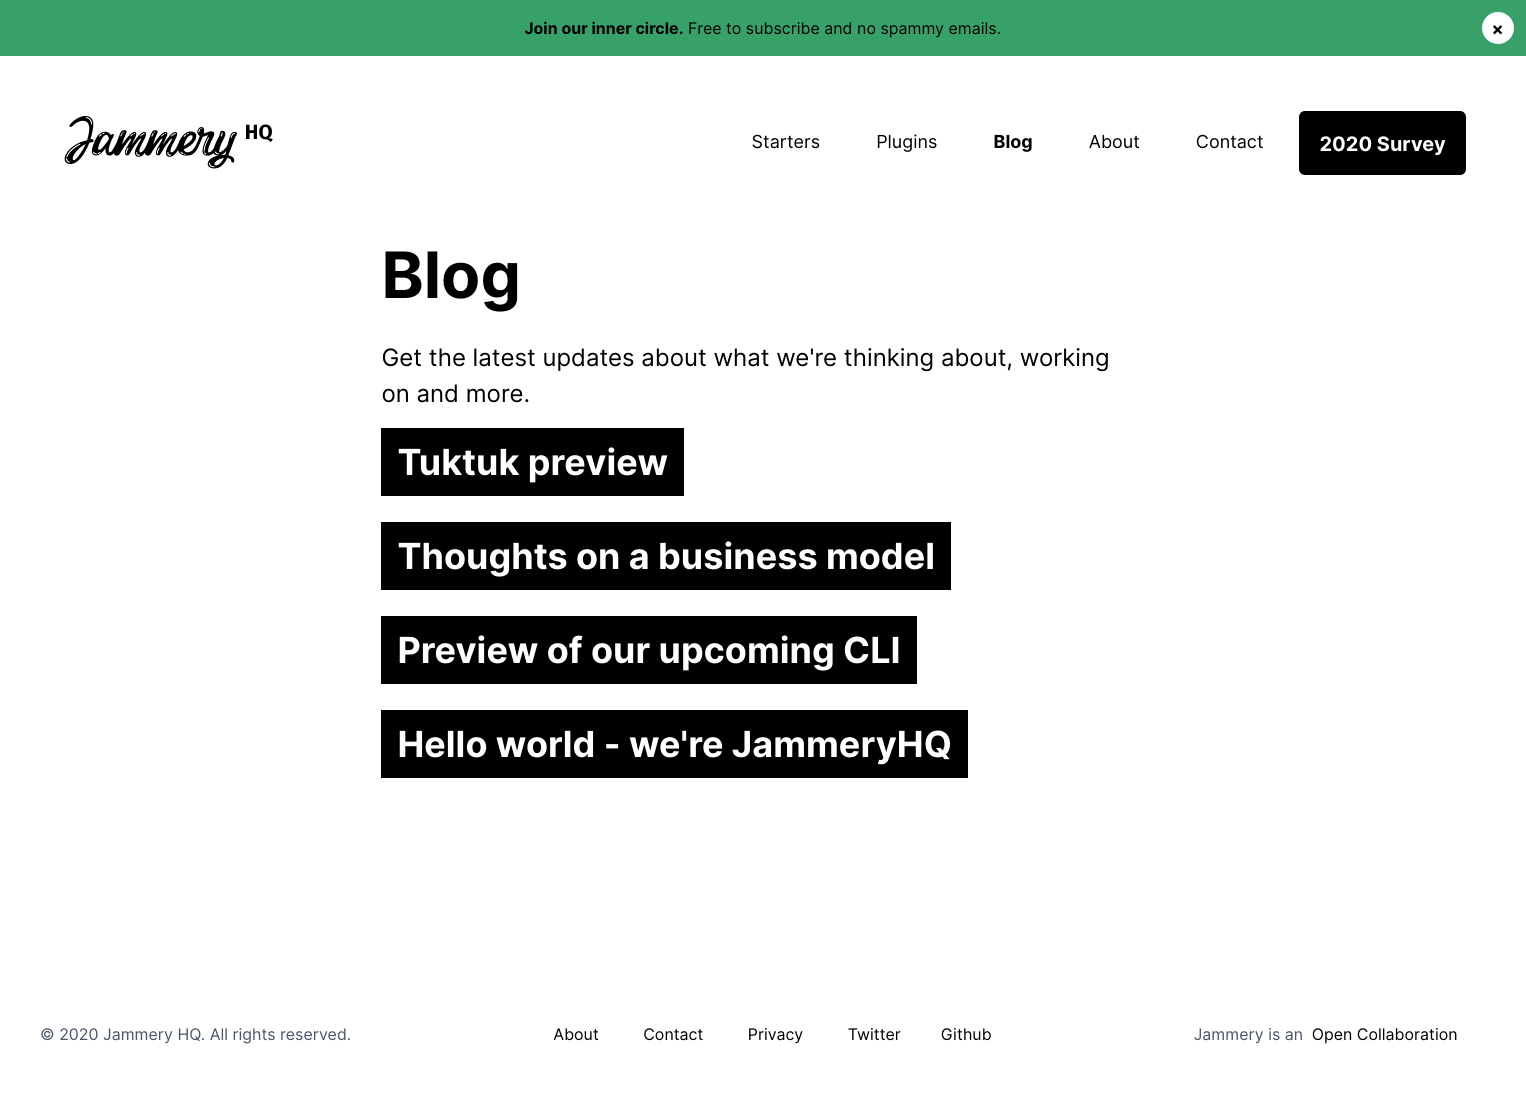 Join our inner circle. Free to subscribe and no spammy emails.
×
Jammery HQ
Starters Plugins Blog About Contact 2020 Survey
Blog
Get the latest updates about what we're thinking about, working
on and more.
Tuktuk preview
Thoughts on a business model
Preview of our upcoming CLI
Hello world - we're JammeryHQ
© 2020 Jammery HQ. All rights reserved. About Contact Privacy Twitter Github Jammery is an Open Collaboration